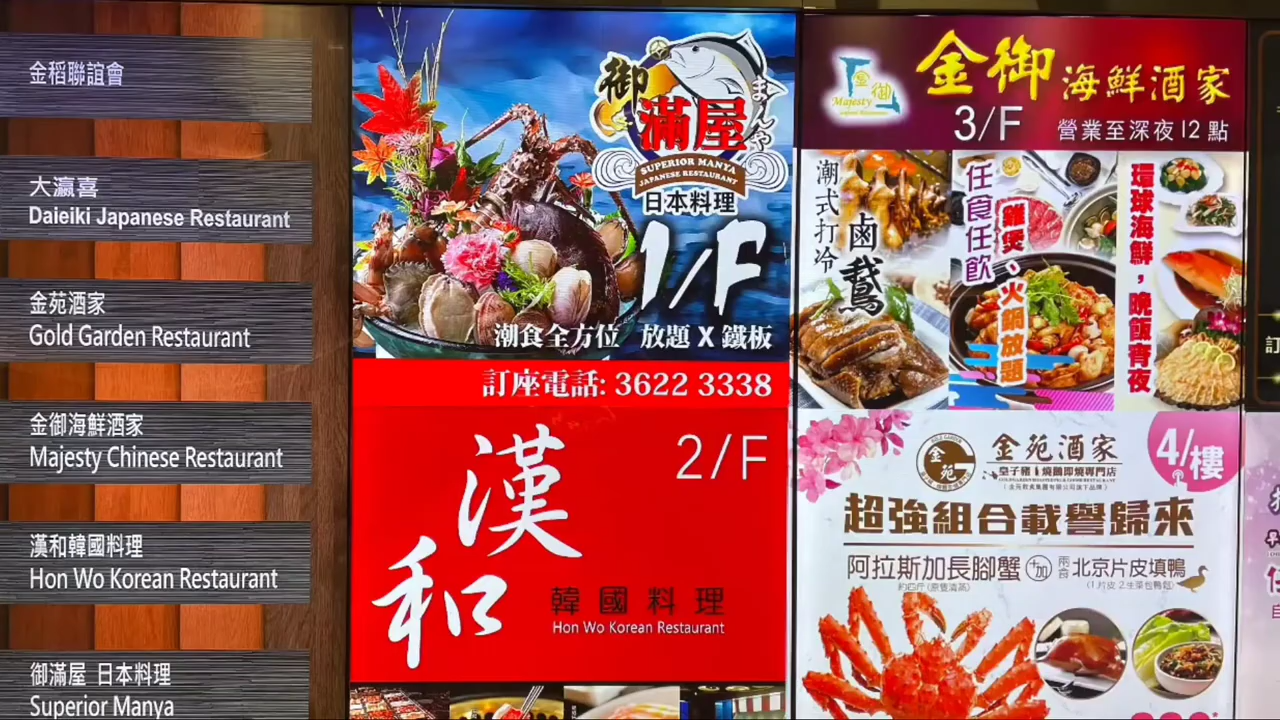 金稻聯誼會
大瀛喜
Daieiki Japanese Restaurant
金苑酒家
Gold Garden Restaurant
金御海鮮酒家
Majesty Chinese Restaurant
漢和韓國料理
Hon Wo Korean Restaurant
御滿屋 日本料理
Superior Manya
御
滿屋
まんや
SUPERIOR MANYA
JAPANESE RESTAURANT
日本料理
1/F
潮食全方位 放題 X 鐵板
訂座電話: 3622 3338
2/F
漢和
韓國料理
Hon Wo Korean Restaurant
金御
Majesty
金御海鮮酒家
3/F 營業至深夜12點
潮式打冷
鹵鵝
任食任飲
雞煲、火鍋放題
環球海鮮，晚飯宵夜
金苑
金苑酒家
4/樓
超強組合載譽歸來
阿拉斯加長腳蟹 +加 兩食 北京片皮填鴨
訂